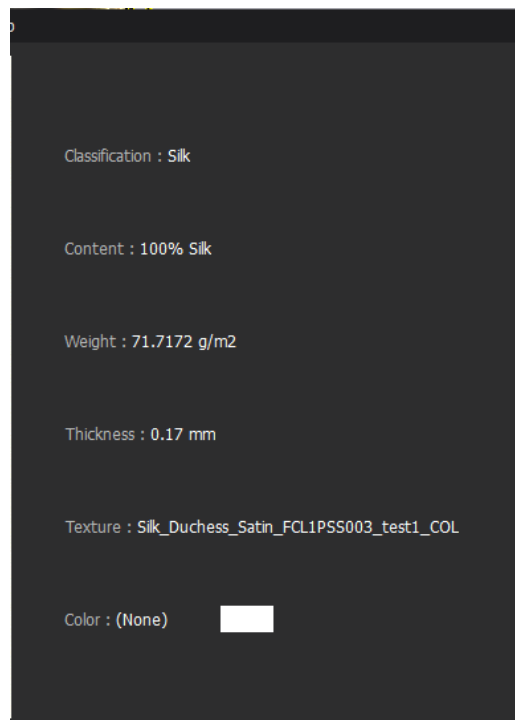 Classification : Silk
Content : 100% Silk
Weight : 71.7172 g/m2
Thickness : 0.17 mm
Texture : Silk_Duchess_Satin_FCL1PSS003_test1_COL
Color : (None)